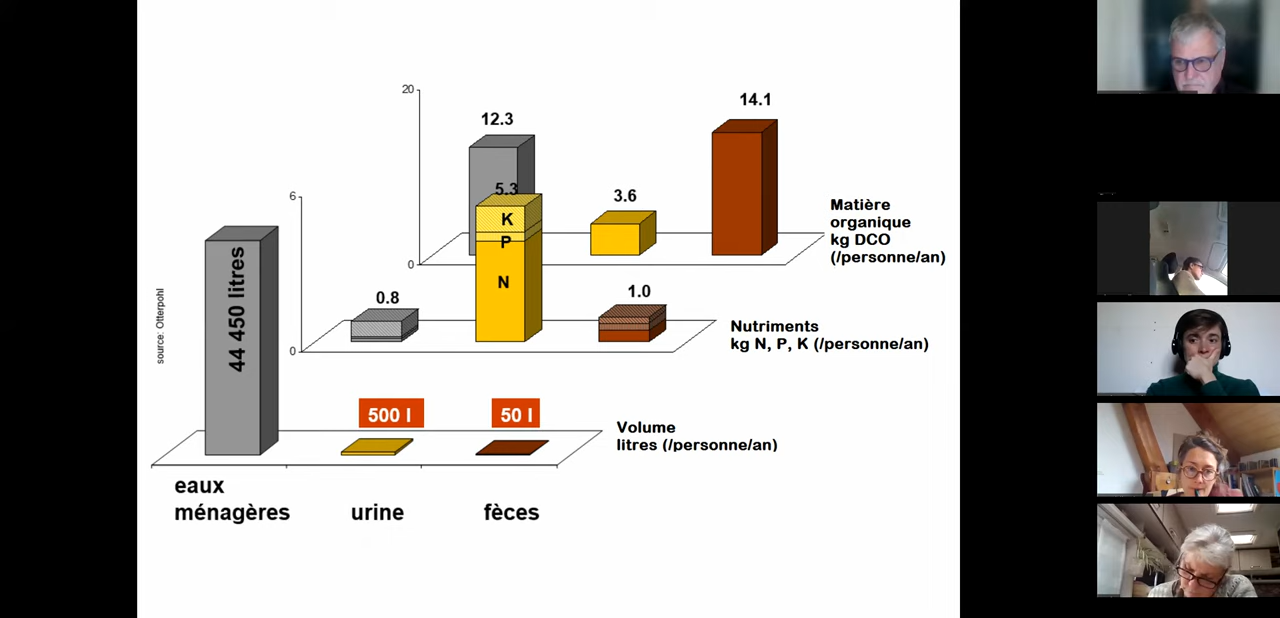 20
12.3
14.1
5.3
3.6
K
P
N
0
Matière
organique
kg DCO
(/personne/an)
6
0.8
1.0
0
Nutriments
kg N, P, K (/personne/an)
44 450 litres
source: Otterpohl
500 l
50 l
Volume
litres (/personne/an)
eaux
ménagères
urine
fèces